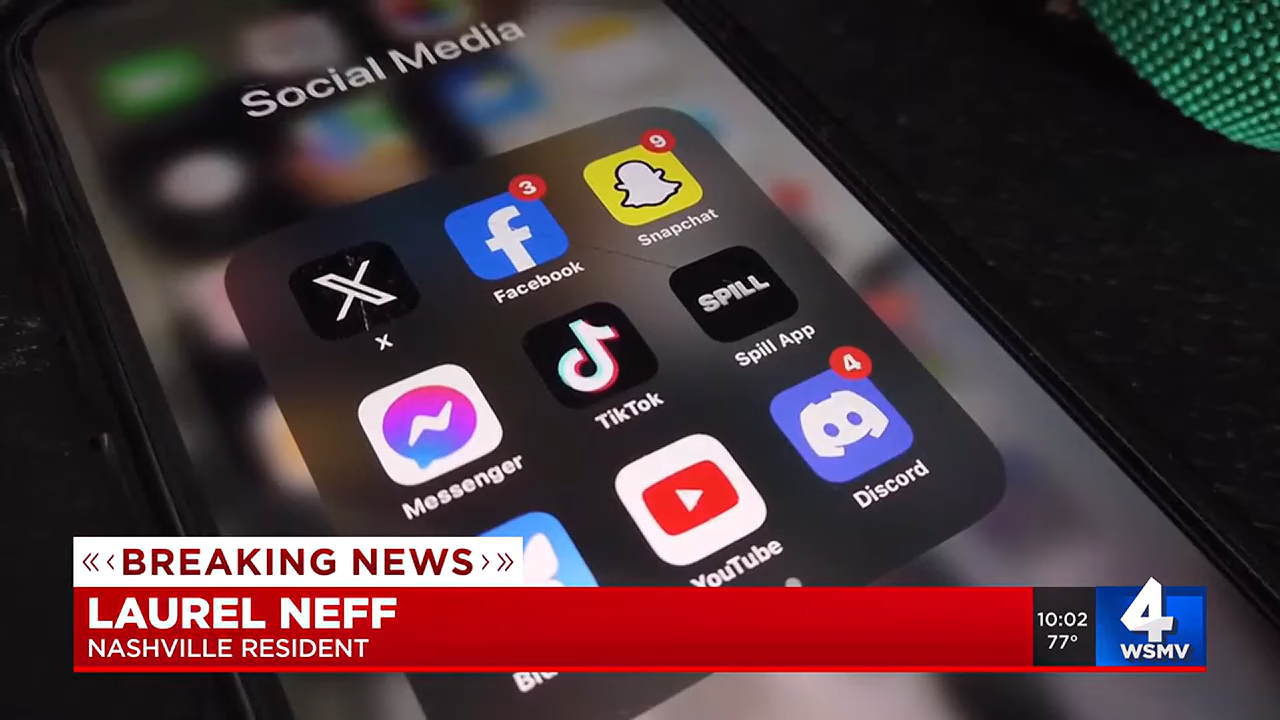 Social Media
9
3
Snapchat
Facebook
X
SPILL
Spill App
4
TikTok
Messenger
Discord
YouTube
«‹BREAKING NEWS›»
LAUREL NEFF
NASHVILLE RESIDENT
10:02
77°
4
WSMV